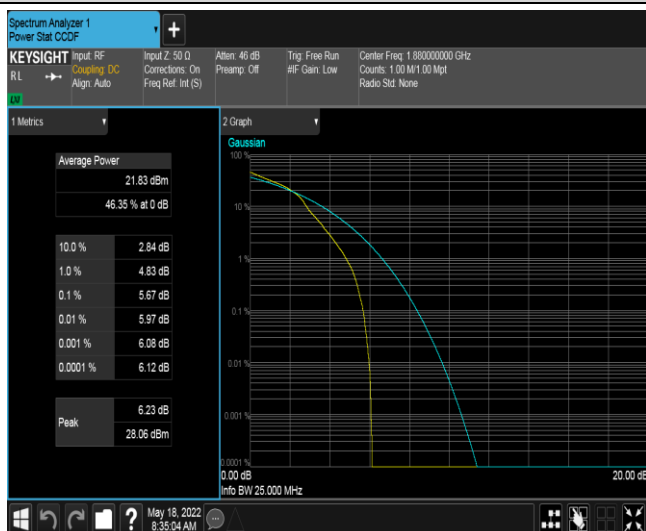 Spectrum Analyzer 1
Power Stat CCDF
+
KEYSIGHT
RL
LNI
Input: RF
Coupling: DC
Align: Auto
Input Z: 50 Ω
Corrections: On
Freq Ref: Int (S)
Atten: 46 dB
Preamp: Off
Trig: Free Run
#IF Gain: Low
Center Freq: 1.880000000 GHz
Counts: 1.00 M/1.00 Mpt
Radio Std: None
1 Metrics
Average Power
21.83 dBm
46.35 % at 0 dB
10.0 % 2.84 dB
1.0 % 4.83 dB
0.1 % 5.67 dB
0.01 % 5.97 dB
0.001 % 6.08 dB
0.0001 % 6.12 dB
Peak
6.23 dB
28.06 dBm
2 Graph
Gaussian
100 %
10 %
1 %
0.1 %
0.01 %
0.001 %
0.0001 %
0.00 dB 20.00 dB
Info BW 25.000 MHz
?
May 18, 2022
8:35:04 AM